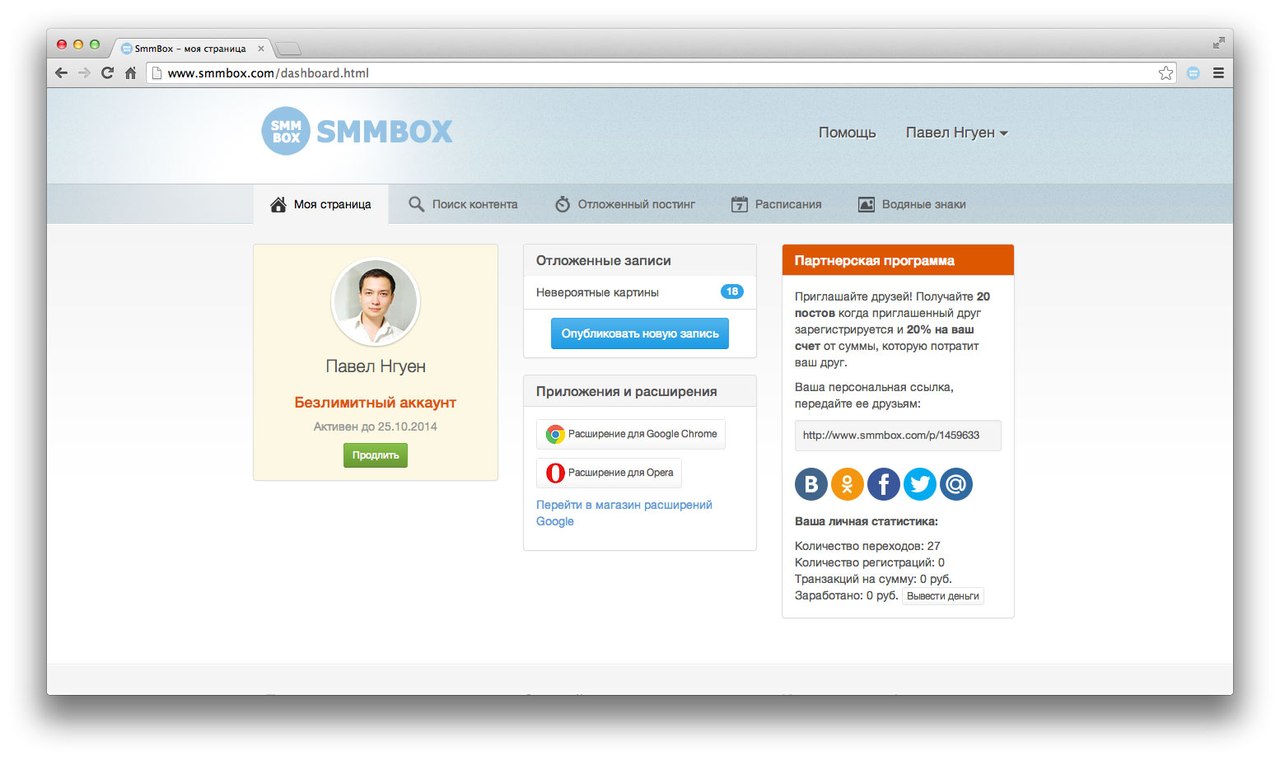 SmmBox - моя страница
www.smmbox.com/dashboard.html
SMM BOX
SMMBOX
Помощь
Павел Нгуен
Моя страница
Поиск контента
7
Отложенный постинг
Расписания
Водяные знаки
Павел Нгуен
Безлимитный аккаунт
Активен до 25.10.2014
Продлить
Отложенные записи
Невероятные картины 18
Опубликовать новую запись
Приложения и расширения
Расширение для Google Chrome
Расширение для Opera
Перейти в магазин расширений
Google
Партнерская программа
Приглашайте друзей! Получайте 20
постов когда приглашенный друг
зарегистрируется и 20% на ваш
счет от суммы, которую потратит
ваш друг.
Ваша персональная ссылка,
передайте ее друзьям:
http://www.smmbox.com/p/1459633
Ваша личная статистика:
Количество переходов: 27
Количество регистраций: 0
Транзакций на сумму: 0 руб.
Заработано: 0 руб. Вывести деньги